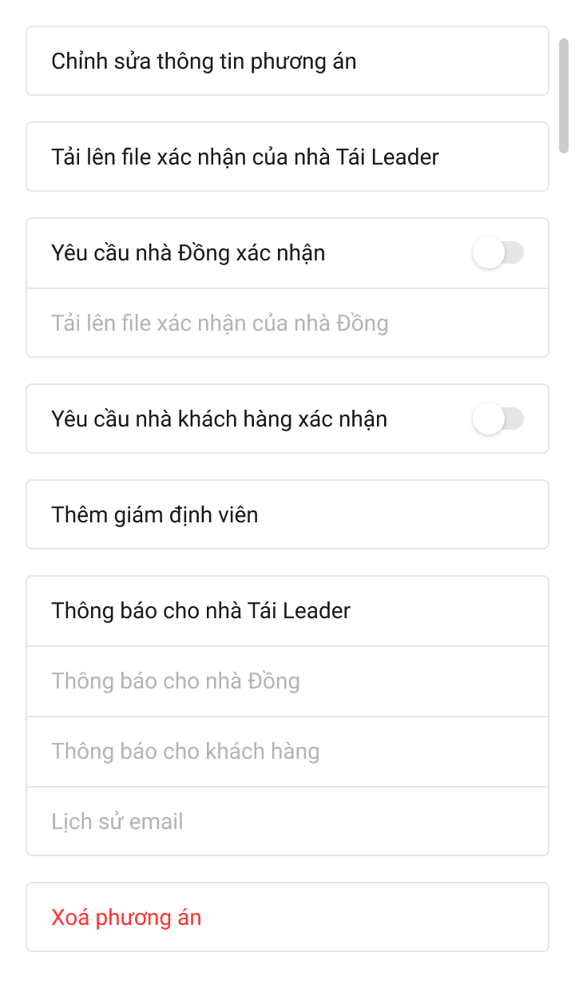 Chỉnh sửa thông tin phương án
Tải lên file xác nhận của nhà Tái Leader
Yêu cầu nhà Đồng xác nhận
Tải lên file xác nhận của nhà Đồng
Yêu cầu nhà khách hàng xác nhận
Thêm giám định viên
Thông báo cho nhà Tái Leader
Thông báo cho nhà Đồng
Thông báo cho khách hàng
Lịch sử email
Xoá phương án